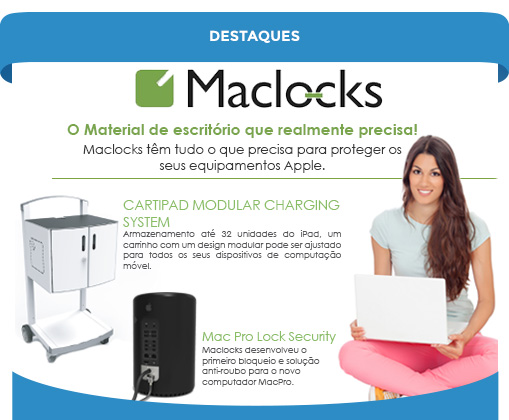 DESTAQUES
Maclocks
O Material de escritório que realmente precisa!
Maclocks têm tudo o que precisa para proteger os
seus equipamentos Apple.
CARTIPAD MODULAR CHARGING
SYSTEM
Armazenamento até 32 unidades do iPad, um
carrinho com um design modular pode ser ajustado
para todos os seus dispositivos de computação
móvel.
Mac Pro Lock Security
Maclocks desenvolveu o
primeiro bloqueio e solução
anti-roubo para o novo
computador MacPro.